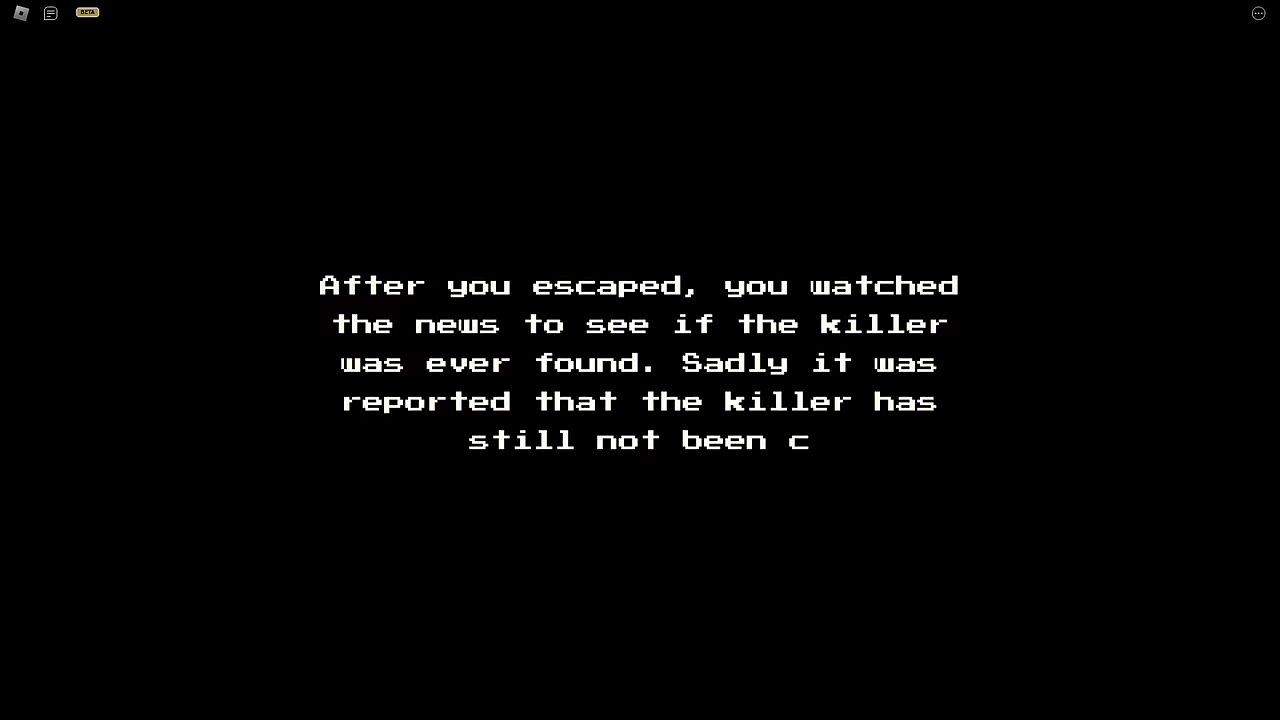 BETA
After you escaped, you watched
the news to see if the killer
was ever found. Sadly it was
reported that the killer has
still not been c